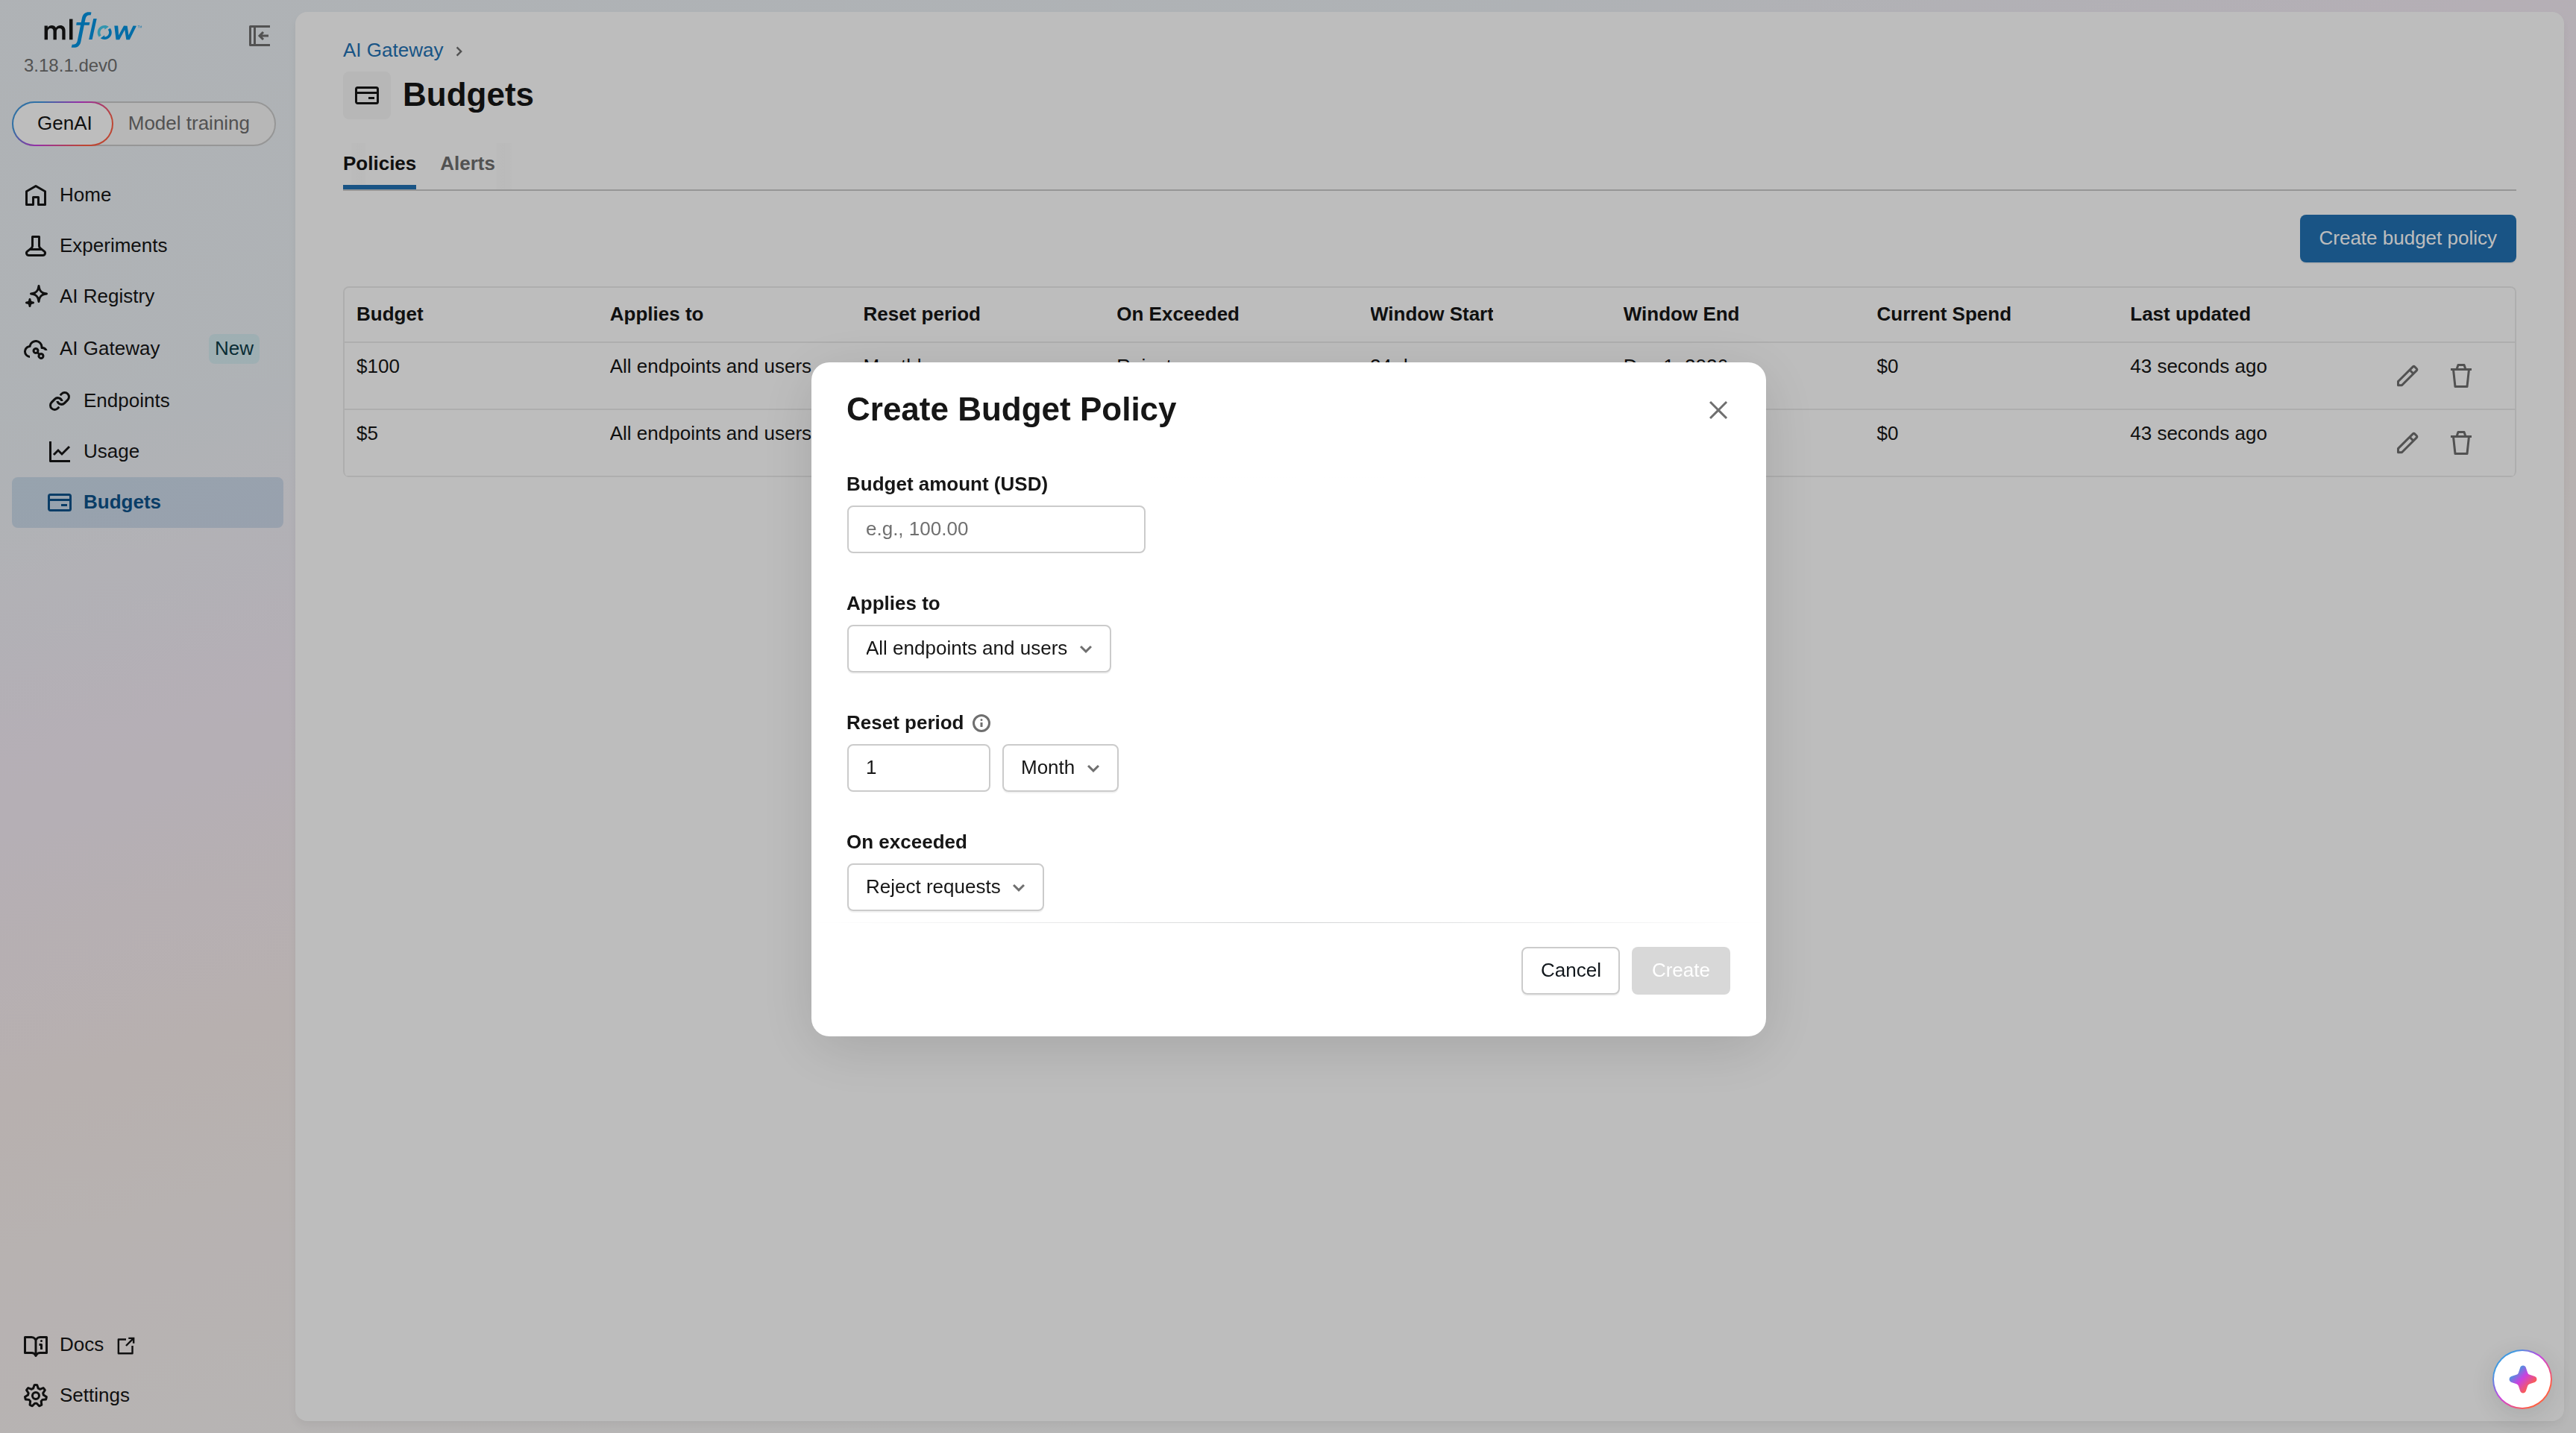 mlflow
3.18.1.dev0
GenAI Model training
Home
Experiments
AI Registry
AI Gateway New
Endpoints
Usage
Budgets
Docs
Settings
AI Gateway
Budgets
Policies Alerts
Create budget policy
Budget Applies to Reset period On Exceeded Window Start Window End Current Spend Last updated
$100 All endpoints and users $0 43 seconds ago
$5 All endpoints and users $0 43 seconds ago
Create Budget Policy
Budget amount (USD)
e.g., 100.00
Applies to
All endpoints and users
Reset period
1 Month
On exceeded
Reject requests
Cancel Create